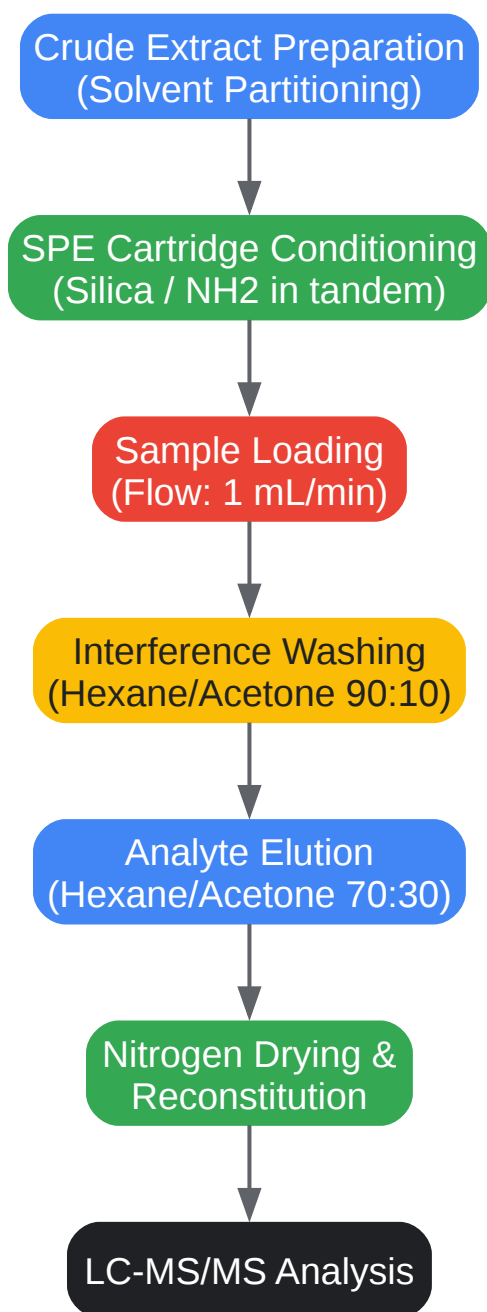 Crude Extract Preparation
(Solvent Partitioning)
SPE Cartridge Conditioning
(Silica / NH2 in tandem)
Sample Loading
(Flow: 1 mL/min)
Interference Washing
(Hexane/Acetone 90:10)
Analyte Elution
(Hexane/Acetone 70:30)
Nitrogen Drying &
Reconstitution
LC-MS/MS Analysis